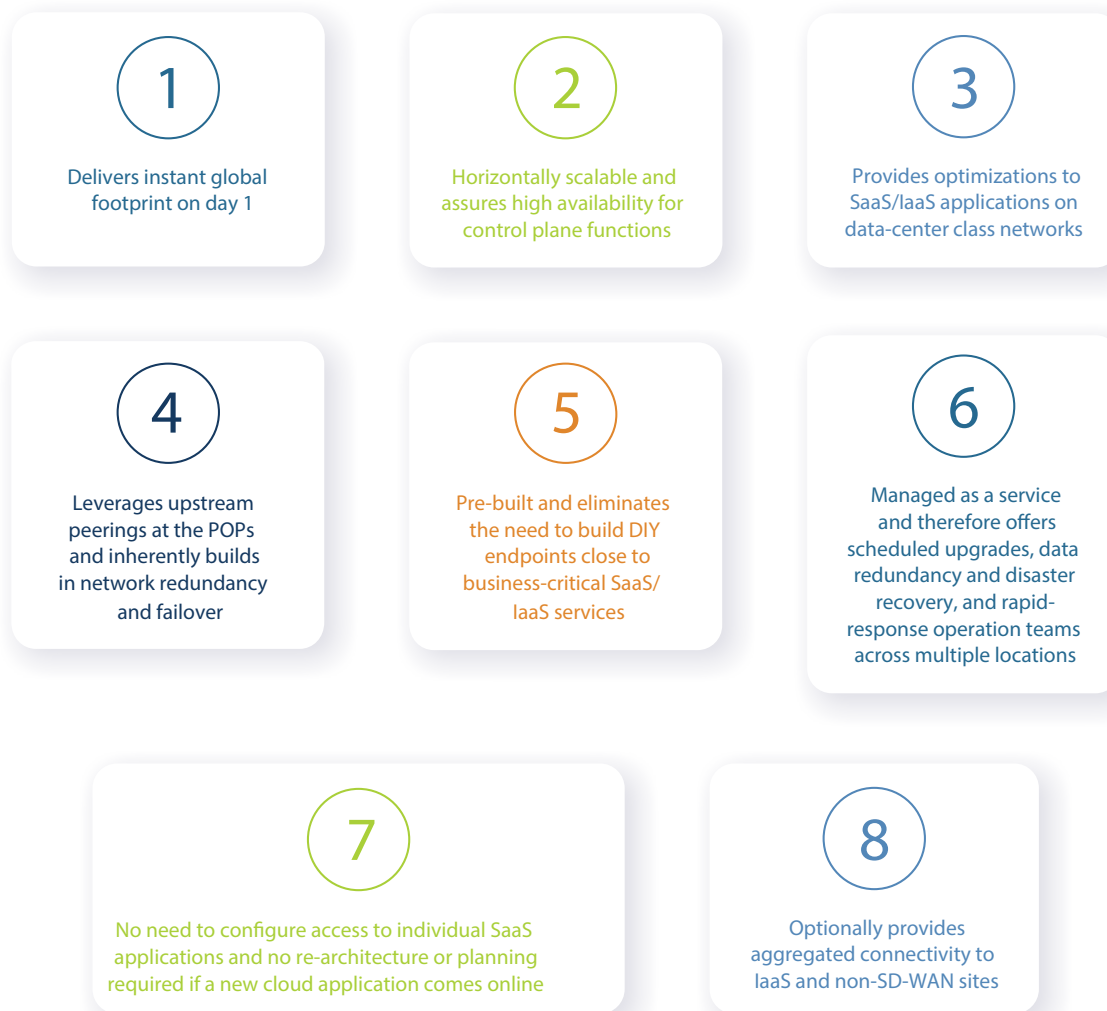 1
Delivers instant global
footprint on day 1
2
Horizontally scalable and
assures high availability for
control plane functions
3
Provides optimizations to
SaaS/IaaS applications on
data-center class networks
4
Leverages upstream
peerings at the POPs
and inherently builds
in network redundancy
and failover
5
Pre-built and eliminates
the need to build DIY
endpoints close to
business-critical SaaS/
IaaS services
6
Managed as a service
and therefore offers
scheduled upgrades, data
redundancy and disaster
recovery, and rapid-
response operation teams
across multiple locations
7
No need to configure access to individual SaaS
applications and no re-architecture or planning
required if a new cloud application comes online
8
Optionally provides
aggregated connectivity to
IaaS and non-SD-WAN sites